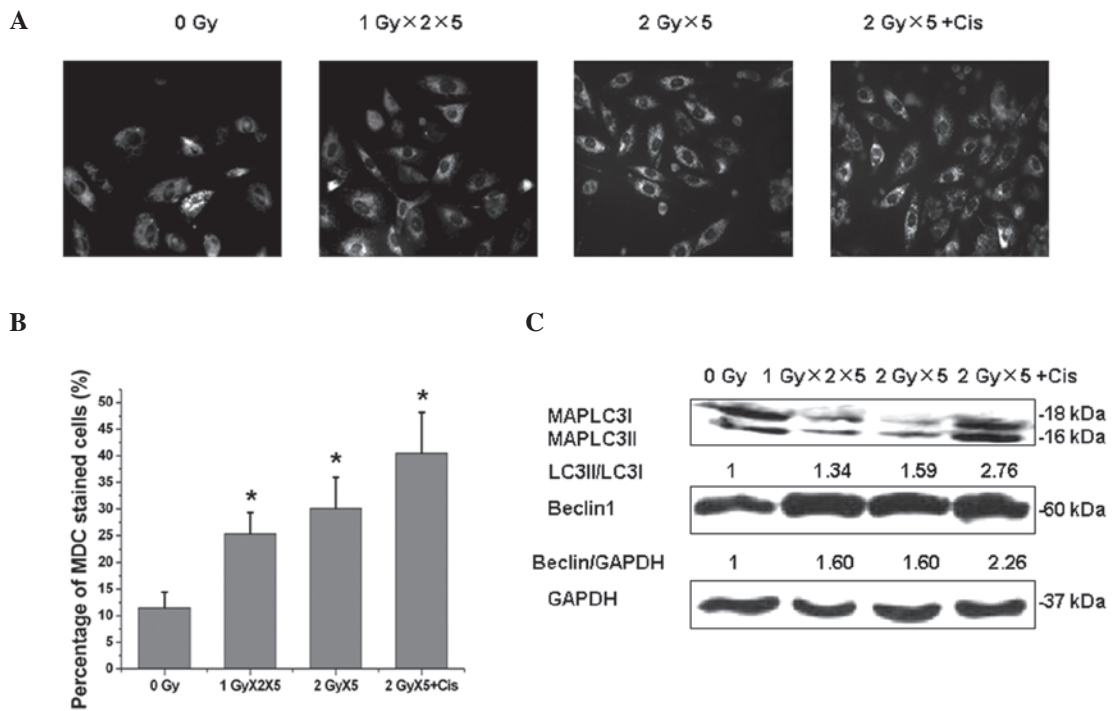 A
0 Gy 1 Gy×2×5 2 Gy×5 2 Gy×5 +Cis
B
Percentage of MDC stained cells (%)
50
45
40
35
30
25
20
15
10
5
0
* * *
0 Gy 1 GyX2X5 2 GyX5 2 GyX5+Cis
C
0 Gy 1 Gy×2×5 2 Gy×5 2 Gy×5 +Cis
MAPLC3I -18 kDa
MAPLC3II -16 kDa
LC3II/LC3I 1 1.34 1.59 2.76
Beclin1 -60 kDa
Beclin/GAPDH 1 1.60 1.60 2.26
GAPDH -37 kDa